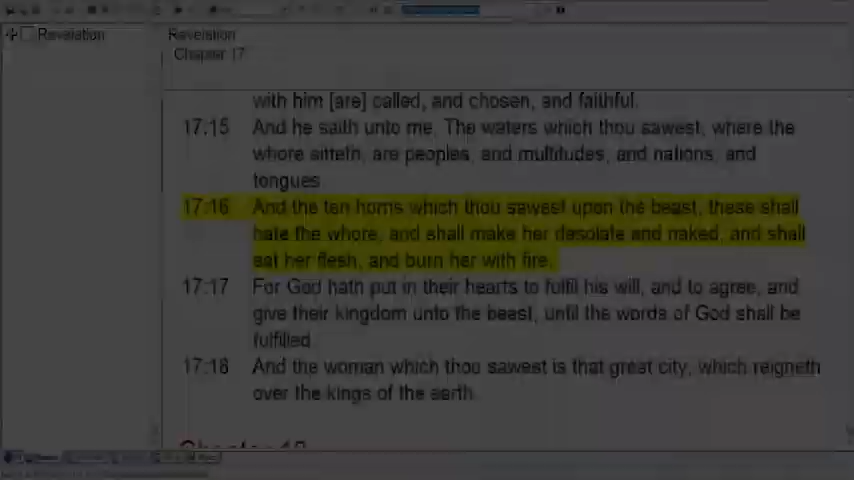 Revelation
Revelation
Chapter 17
with him [are] called, and chosen, and faithful.
17:15 And he saith unto me, The waters which thou sawest, where the
whore sitteth, are peoples, and multitudes, and nations, and
tongues.
17:16 And the ten horns which thou sawest upon the beast, these shall
hate the whore, and shall make her desolate and naked, and shall
eat her flesh, and burn her with fire.
17:17 For God hath put in their hearts to fulfil his will, and to agree, and
give their kingdom unto the beast, until the words of God shall be
fulfilled.
17:18 And the woman which thou sawest is that great city, which reigneth
over the kings of the earth.